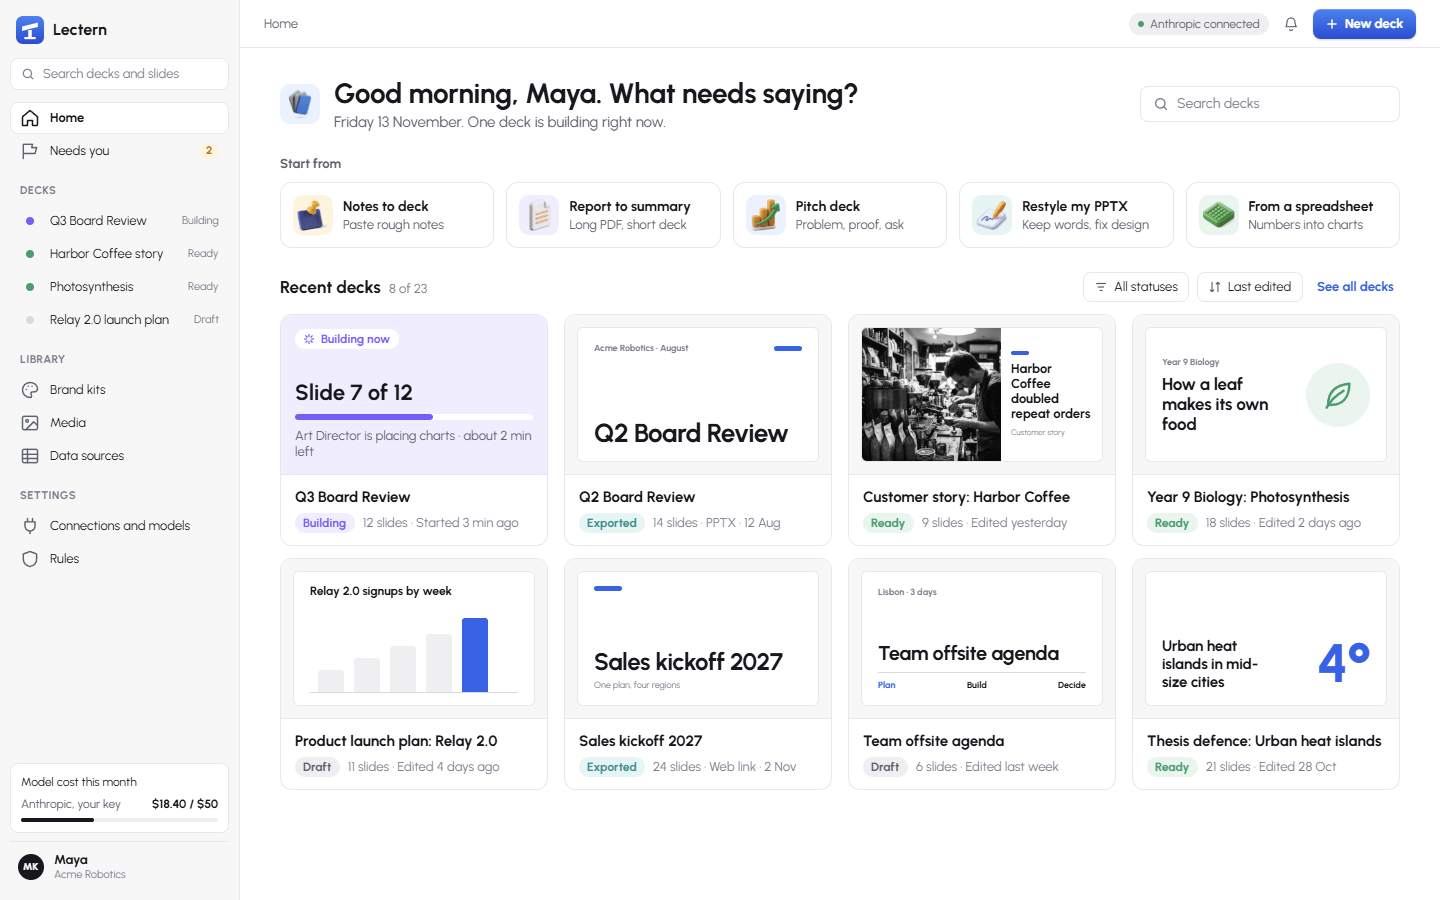 Lectern
Search decks and slides
Home
Needs you 2
DECKS
Q3 Board Review Building
Harbor Coffee story Ready
Photosynthesis Ready
Relay 2.0 launch plan Draft
LIBRARY
Brand kits
Media
Data sources
SETTINGS
Connections and models
Rules
Model cost this month
Anthropic, your key $18.40 / $50
MK
Maya
Acme Robotics
Home
Anthropic connected
New deck
Good morning, Maya. What needs saying?
Friday 13 November. One deck is building right now.
Search decks
Start from
Notes to deck
Paste rough notes
Report to summary
Long PDF, short deck
Pitch deck
Problem, proof, ask
Restyle my PPTX
Keep words, fix design
From a spreadsheet
Numbers into charts
Recent decks 8 of 23
All statuses
Last edited
See all decks
Building now
Slide 7 of 12
Art Director is placing charts · about 2 min
left
Q3 Board Review
Building 12 slides · Started 3 min ago
Acme Robotics · August
Q2 Board Review
Q2 Board Review
Exported 14 slides · PPTX · 12 Aug
Harbor
Coffee
doubled
repeat orders
Customer story
Customer story: Harbor Coffee
Ready 9 slides · Edited yesterday
Year 9 Biology
How a leaf
makes its own
food
Year 9 Biology: Photosynthesis
Ready 18 slides · Edited 2 days ago
Relay 2.0 signups by week
Product launch plan: Relay 2.0
Draft 11 slides · Edited 4 days ago
Sales kickoff 2027
One plan, four regions
Sales kickoff 2027
Exported 24 slides · Web link · 2 Nov
Lisbon · 3 days
Team offsite agenda
Plan Build Decide
Team offsite agenda
Draft 6 slides · Edited last week
Urban heat
islands in mid-
size cities
4°
Thesis defence: Urban heat islands
Ready 21 slides · Edited 28 Oct